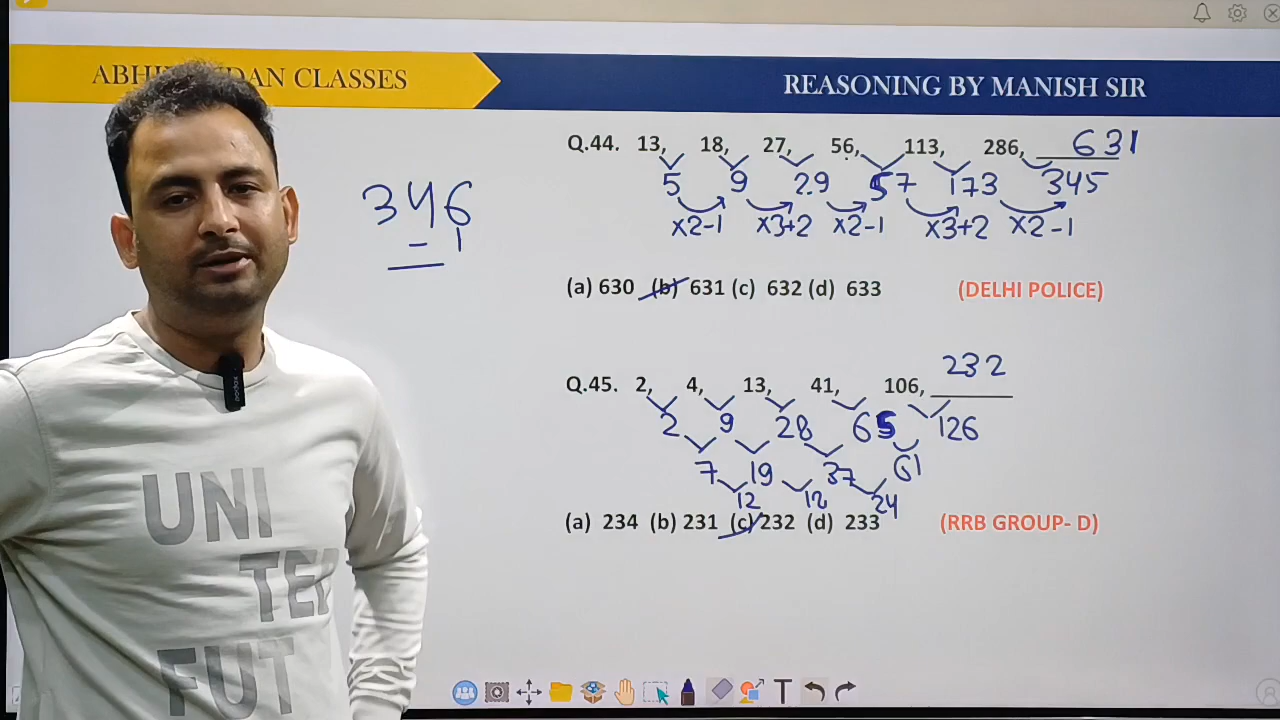 ABHI DAN CLASSES
REASONING BY MANISH SIR
Q.44. 13, 18, 27, 56, 113, 286, 631
5 9 29 57 173 345
x2-1 x3+2 x2-1 x3+2 x2-1
(a) 630 (b) 631 (c) 632 (d) 633 (DELHI POLICE)
346
- 1
Q.45. 2, 4, 13, 41, 106, 232
2 9 28 65 126
7 19 37 61
12 18 24
(a) 234 (b) 231 (c) 232 (d) 233 (RRB GROUP- D)
UNI
TED
FUT
godox
T